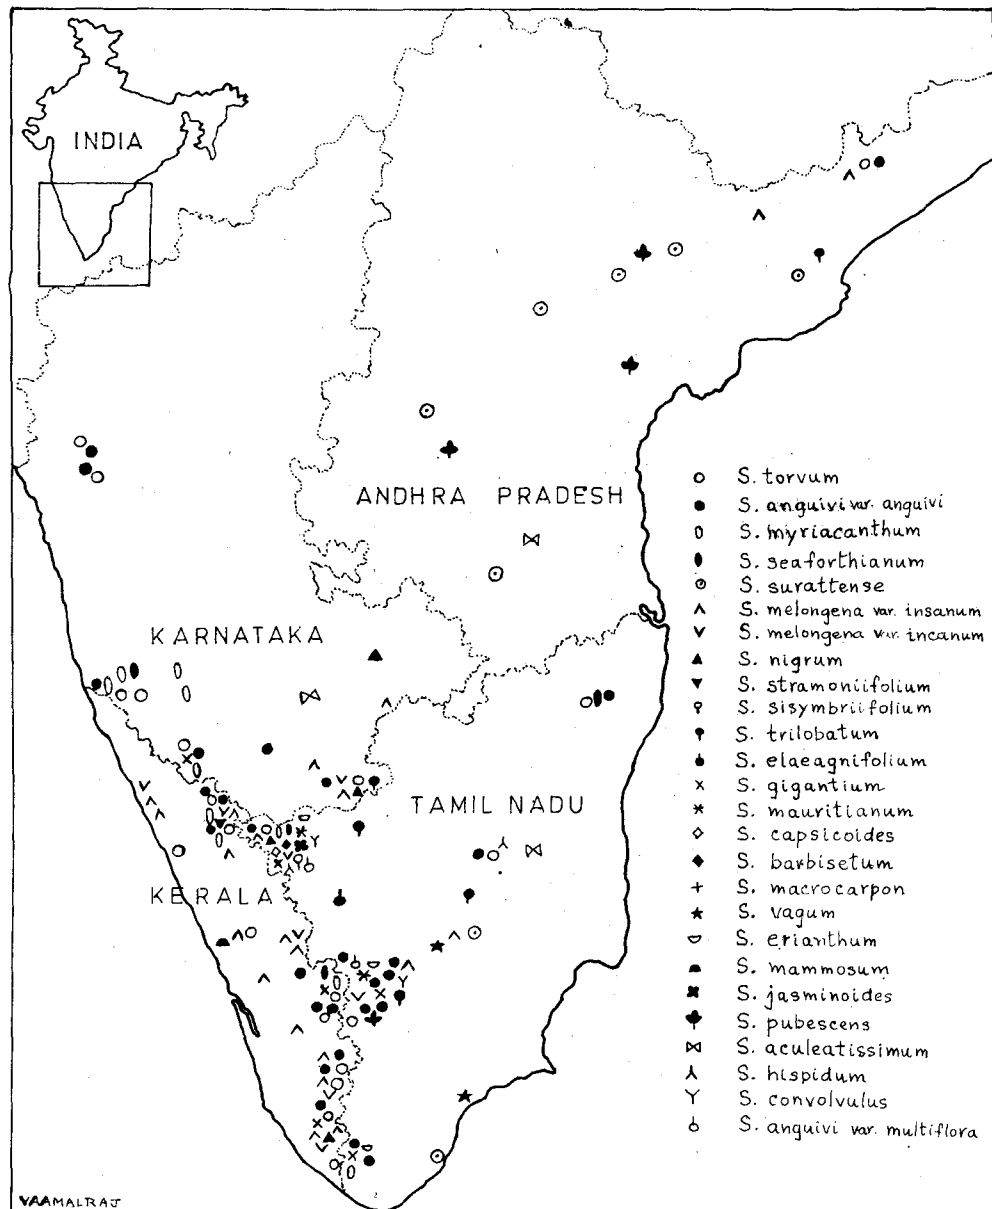 INDIA
ANDHRA PRADESH
KARNATAKA
TAMIL NADU
KERALA
S. torvum
S. anguivi var. anguivi
S. myriacanthum
S. seaforthianum
S. surattense
S. melongena var. insanum
S. melongena var. incanum
S. nigrum
S. stramoniifolium
S. sisymbriifolium
S. trilobatum
S. elaeagnifolium
S. gigantium
S. mauritianum
S. capsicoides
S. barbisetum
S. macrocarpon
S. vagum
S. erianthum
S. mammosum
S. jasminoides
S. pubescens
S. aculeatissimum
S. hispidum
S. convolvulus
S. anguivi var. multiflora
VAAMALRAJ